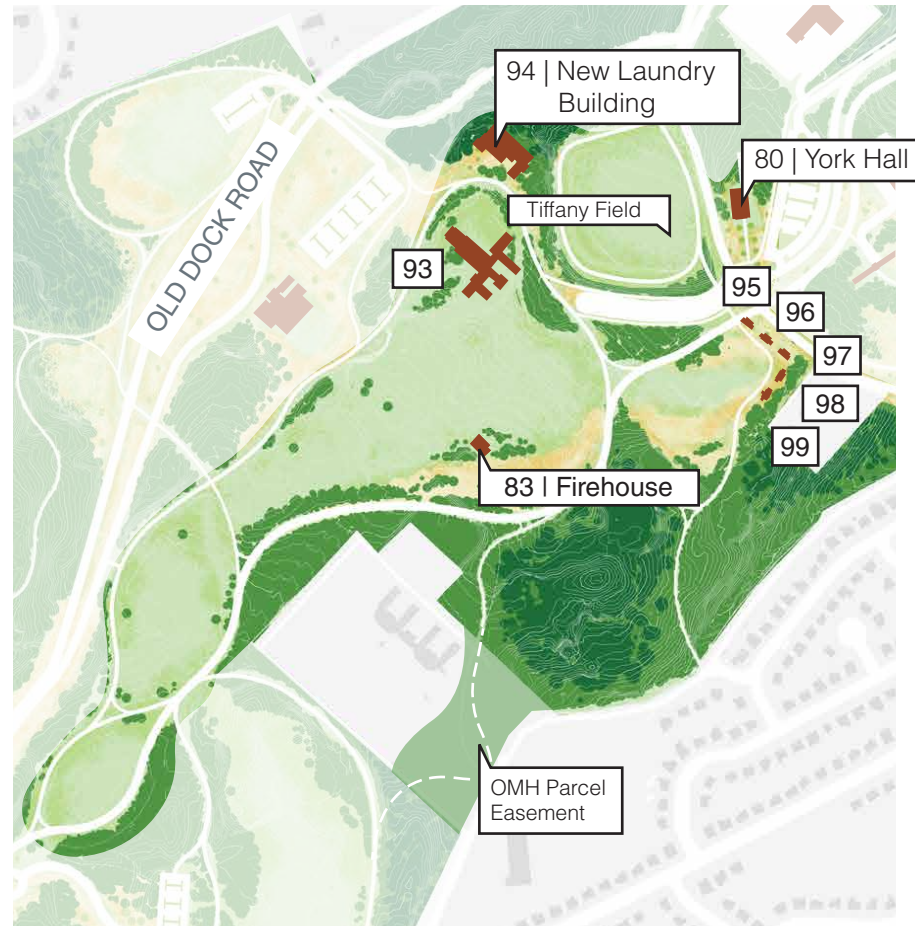 94 | New Laundry
Building
80 | York Hall
OLD DOCK ROAD
Tiffany Field
93
95
96
97
98
99
83 | Firehouse
OMH Parcel
Easement